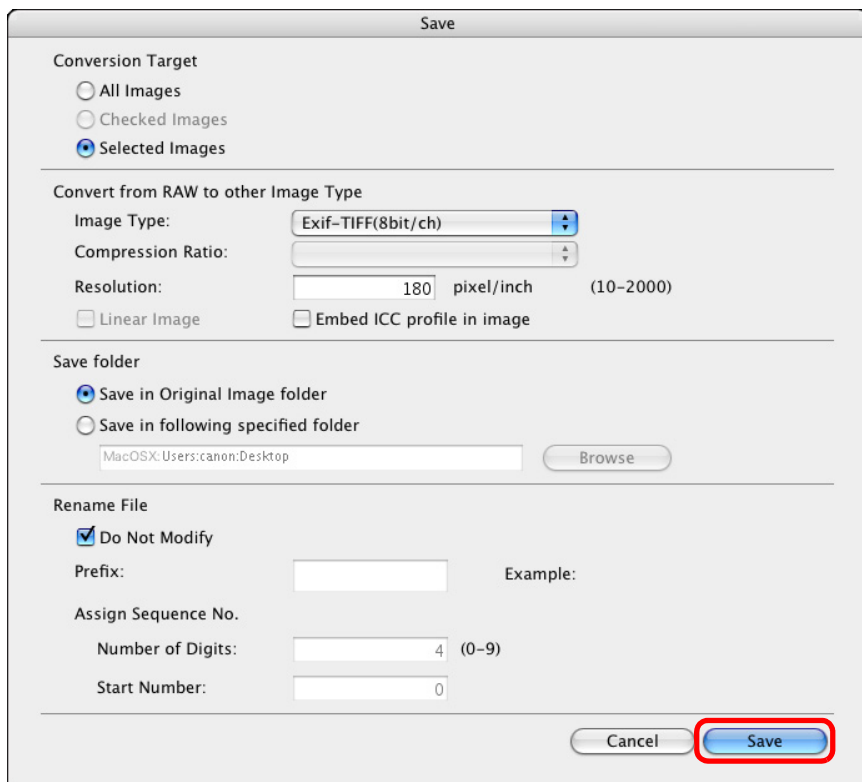 Save
Conversion Target
All Images
Checked Images
Selected Images
Convert from RAW to other Image Type
Image Type: Exif-TIFF(8bit/ch)
Compression Ratio:
Resolution: 180 pixel/inch (10-2000)
Linear Image Embed ICC profile in image
Save folder
Save in Original Image folder
Save in following specified folder
MacOSX: Users:canon:Desktop Browse
Rename File
Do Not Modify
Prefix: Example:
Assign Sequence No.
Number of Digits: 4 (0-9)
Start Number: 0
Cancel Save